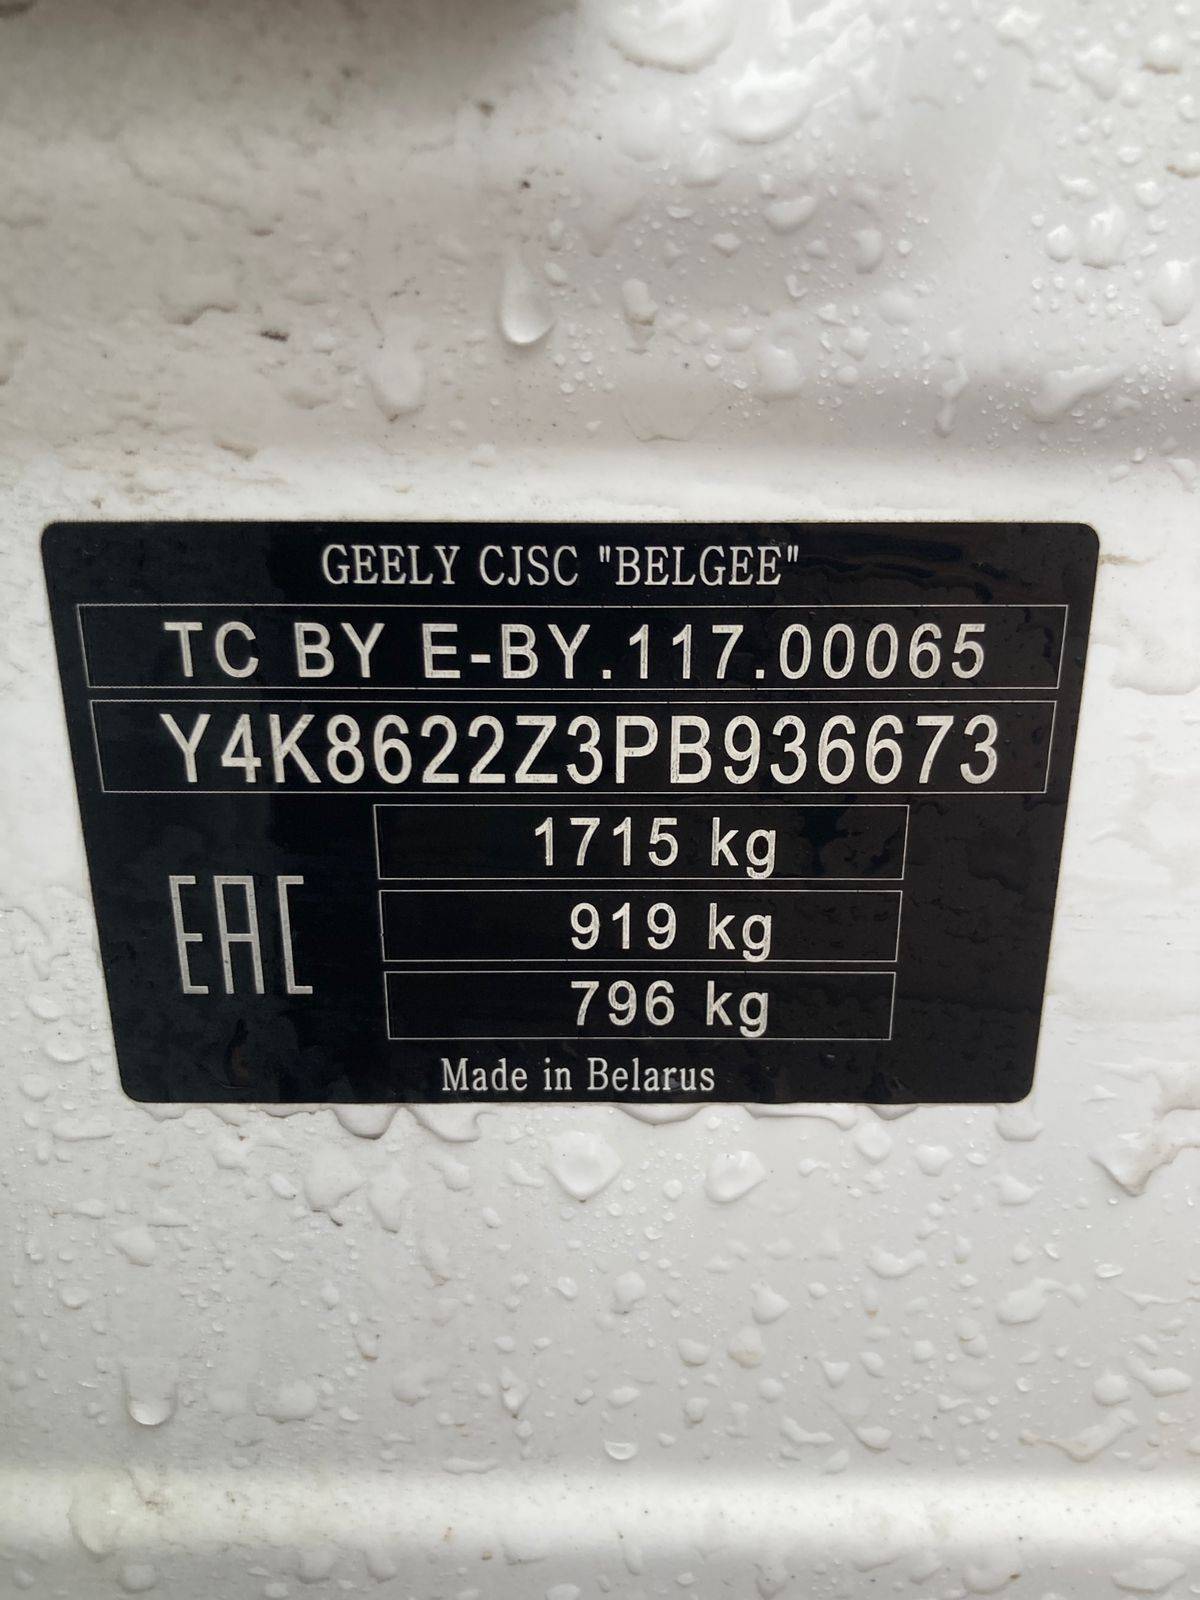 GEELY CJSC "BELGEE"
TC BY E-BY.117.00065
Y4K8622Z3PB936673
1715 kg
EAC
919 kg
796 kg
Made in Belarus